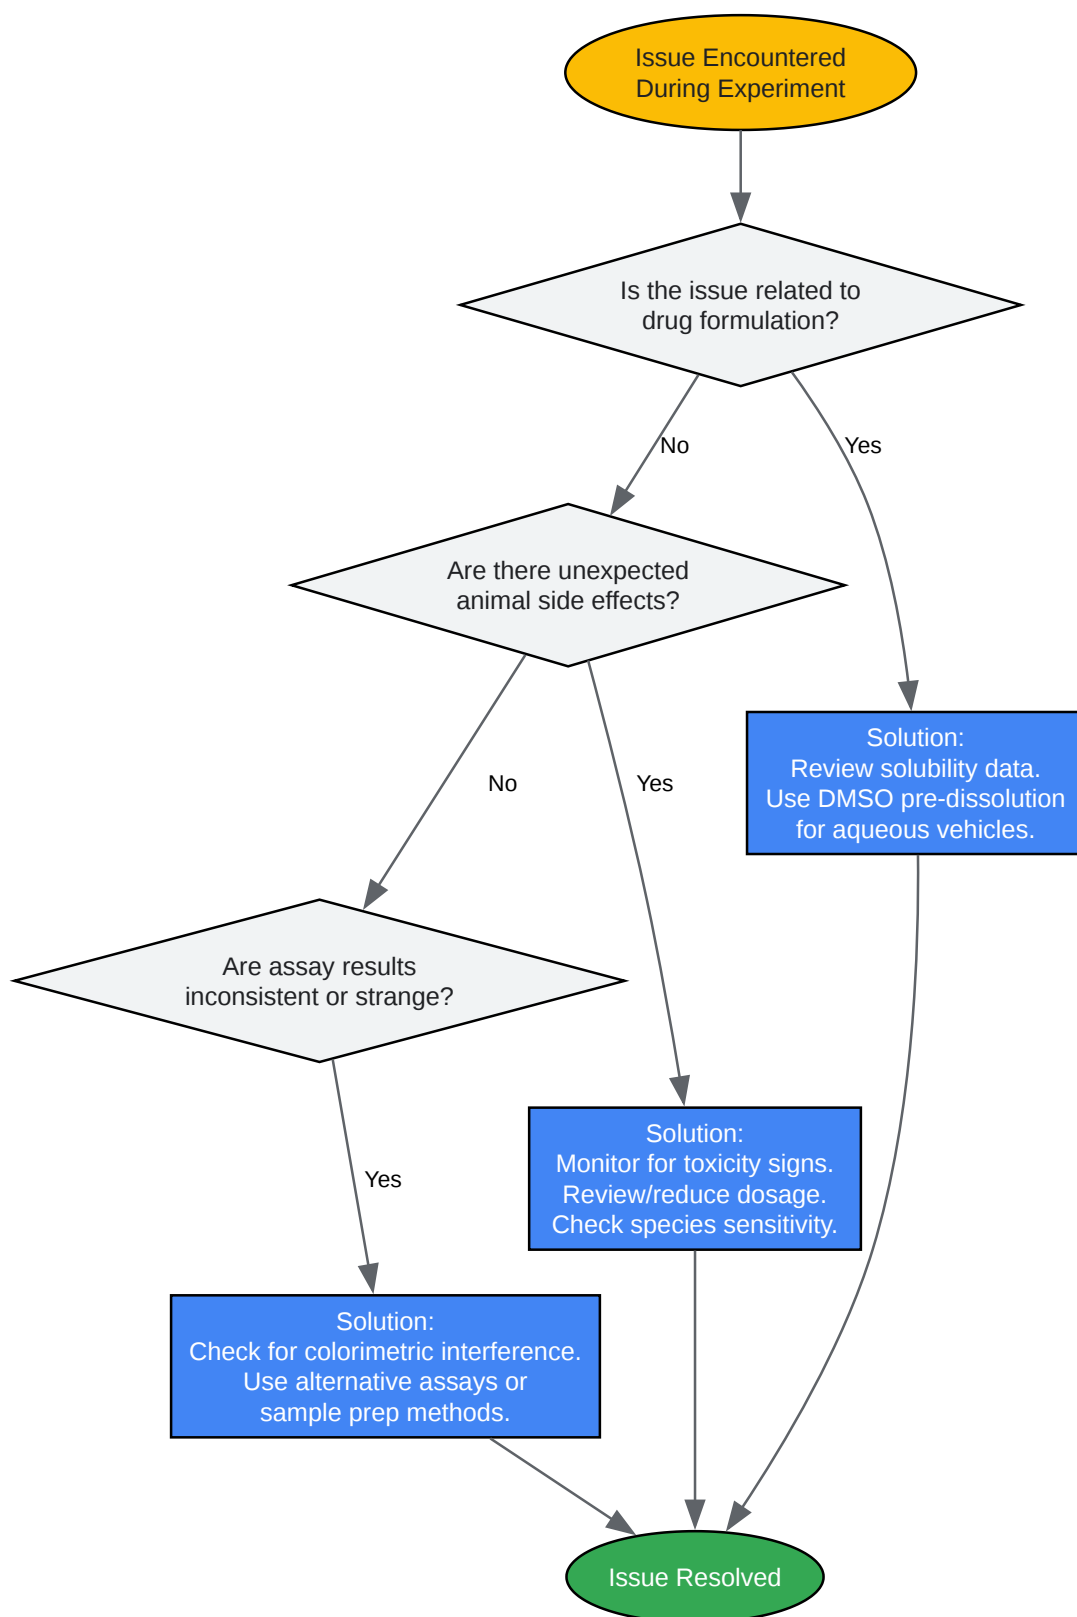 Issue Encountered
During Experiment
Is the issue related to
drug formulation?
No
Yes
Are there unexpected
animal side effects?
No
Yes
Solution:
Review solubility data.
Use DMSO pre-dissolution
for aqueous vehicles.
Are assay results
inconsistent or strange?
Yes
Solution:
Monitor for toxicity signs.
Review/reduce dosage.
Check species sensitivity.
Solution:
Check for colorimetric interference.
Use alternative assays or
sample prep methods.
Issue Resolved